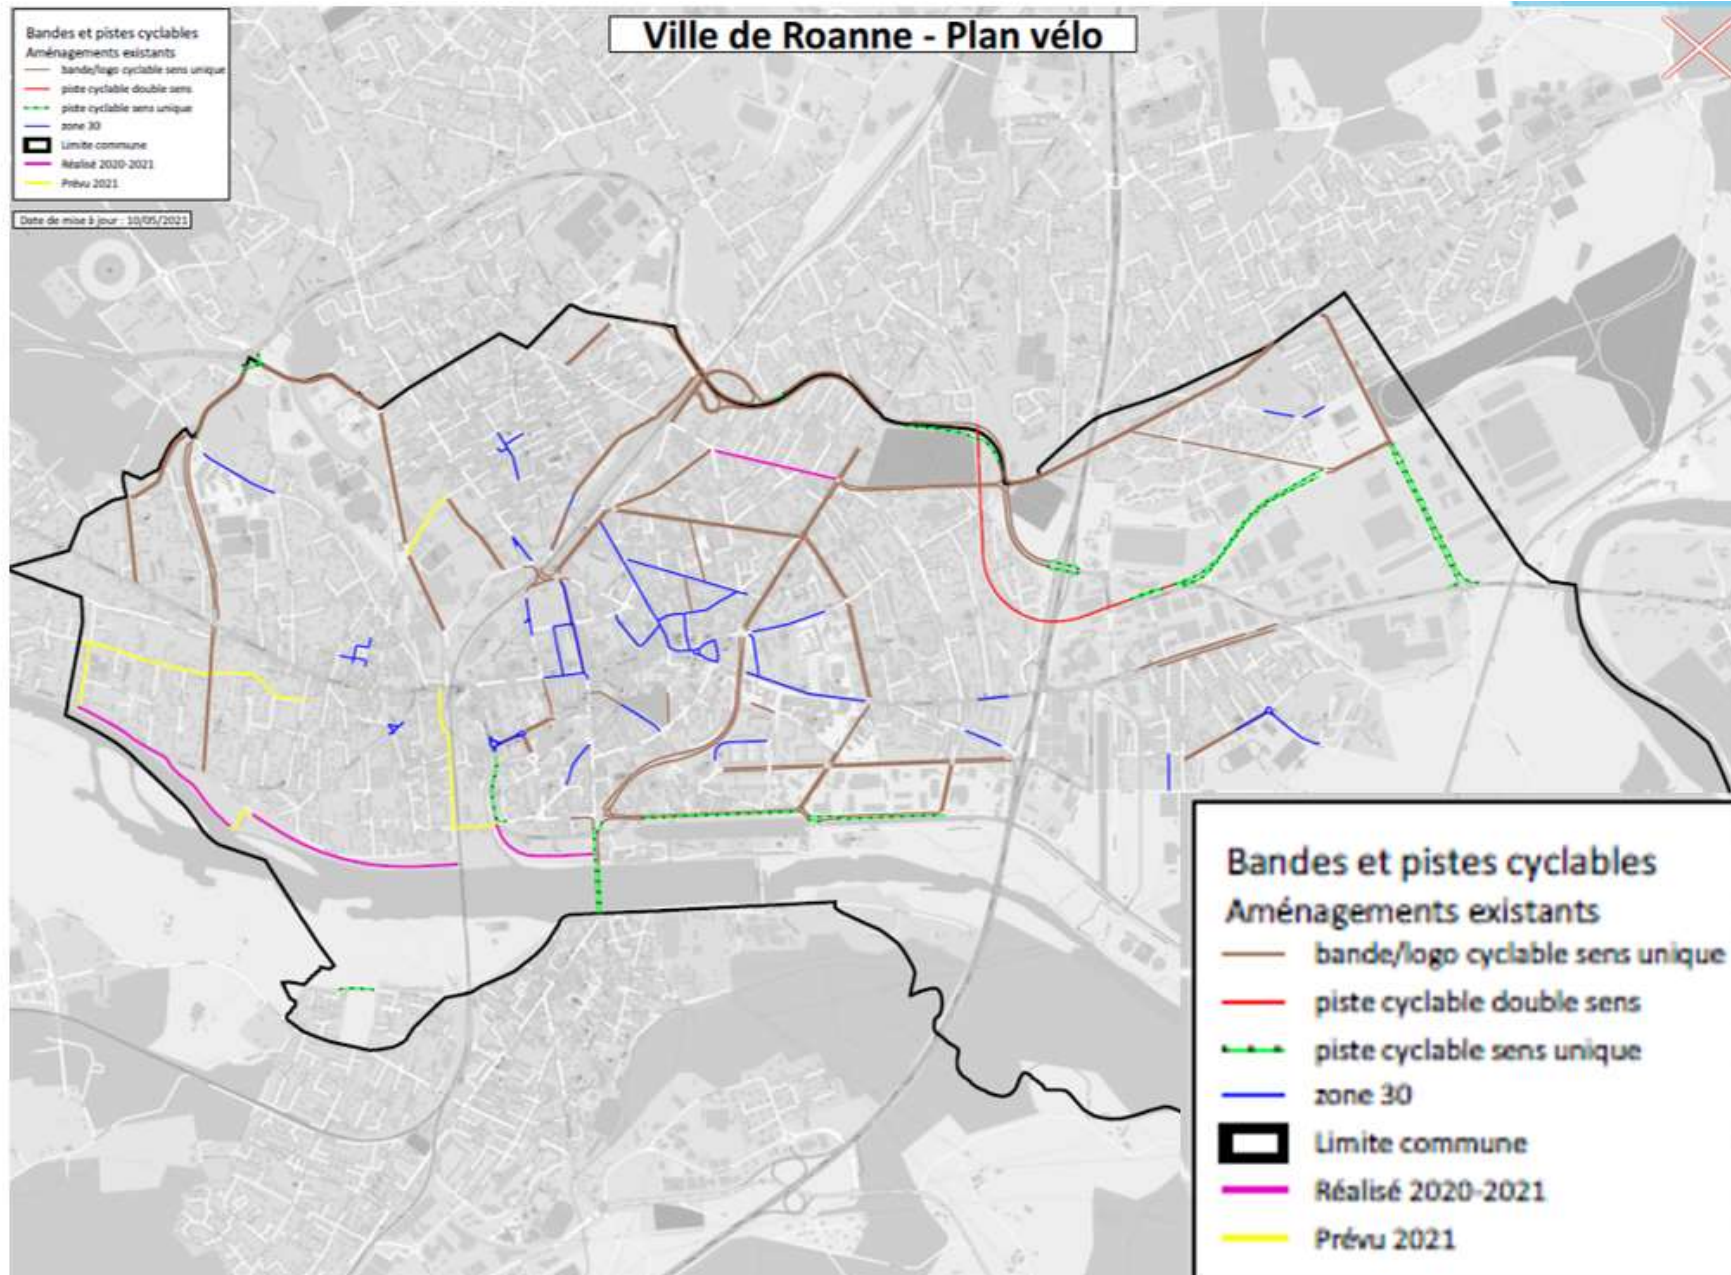 Ville de Roanne - Plan vélo
Bandes et pistes cyclables
Aménagements existants
bande/logo cyclable sens unique
piste cyclable double sens
piste cyclable sens unique
zone 30
Limite commune
Réalisé 2020-2021
Prévu 2021
Date de mise à jour : 10/05/2021
Bandes et pistes cyclables
Aménagements existants
bande/logo cyclable sens unique
piste cyclable double sens
piste cyclable sens unique
zone 30
Limite commune
Réalisé 2020-2021
Prévu 2021